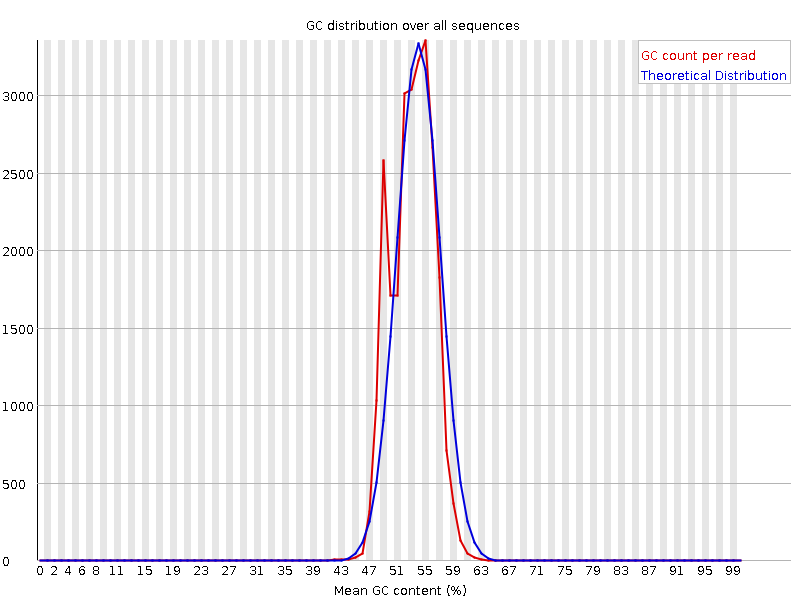 GC distribution over all sequences
GC count per read
Theoretical Distribution
3000
2500
2000
1500
1000
500
0
0 2 4 6 8 11 15 19 23 27 31 35 39 43 47 51 55 59 63 67 71 75 79 83 87 91 95 99
Mean GC content (%)